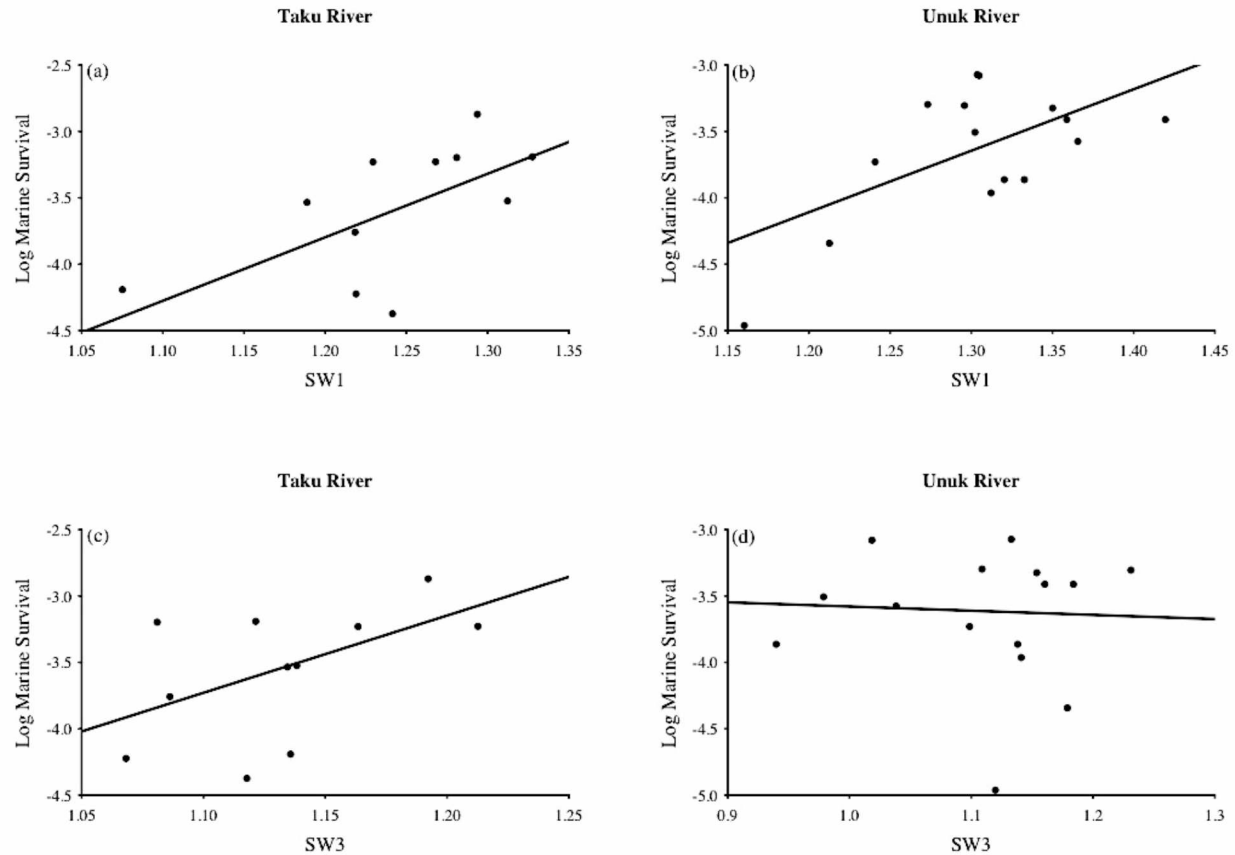 Taku River
(a)
-2.5
-3.0
-3.5
-4.0
-4.5
Log Marine Survival
1.05 1.10 1.15 1.20 1.25 1.30 1.35
SW1
Unuk River
(b)
-3.0
-3.5
-4.0
-4.5
-5.0
Log Marine Survival
1.15 1.20 1.25 1.30 1.35 1.40 1.45
SW1
Taku River
(c)
-2.5
-3.0
-3.5
-4.0
-4.5
Log Marine Survival
1.05 1.10 1.15 1.20 1.25
SW3
Unuk River
(d)
-3.0
-3.5
-4.0
-4.5
-5.0
Log Marine Survival
0.9 1.0 1.1 1.2 1.3
SW3